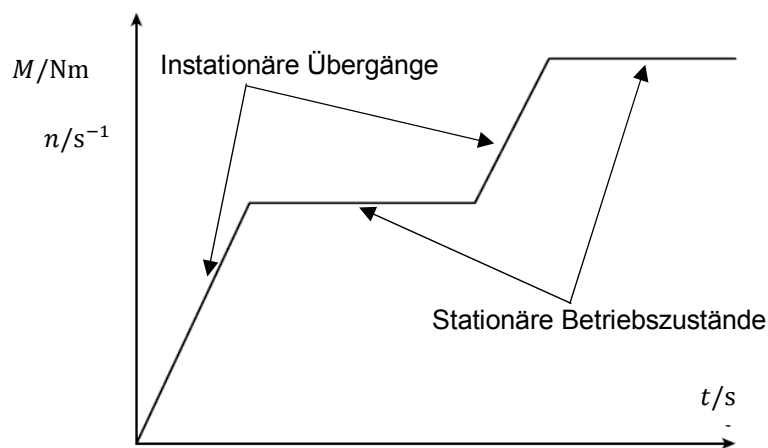 M/Nm
Instationäre Übergänge
n/s⁻¹
Stationäre Betriebszustände
t/s